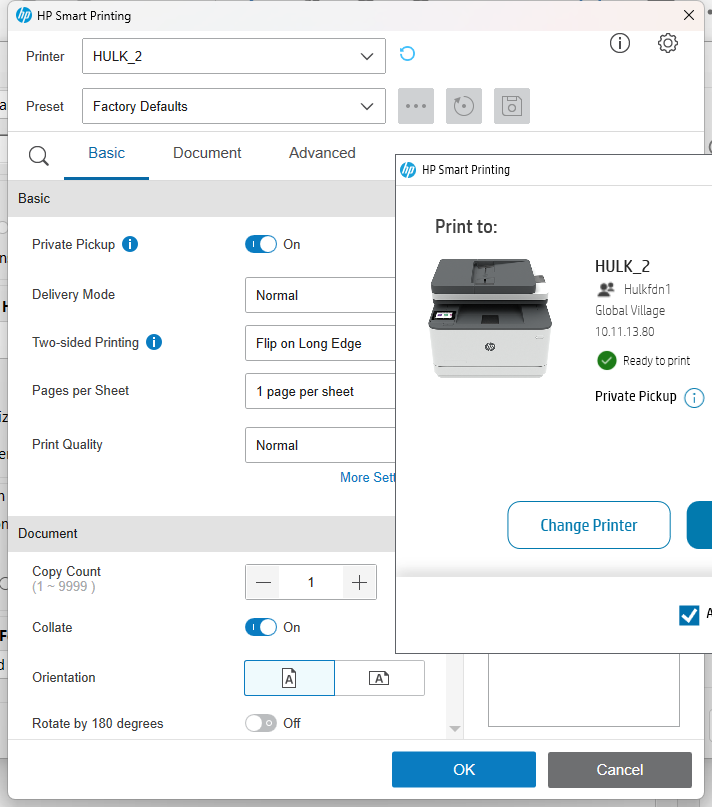 HP Smart Printing
Printer
HULK_2
Preset
Factory Defaults
Basic
Document
Advanced
Basic
Private Pickup
On
Delivery Mode
Normal
Two-sided Printing
Flip on Long Edge
Pages per Sheet
1 page per sheet
Print Quality
Normal
More Sett
Document
Copy Count
(1 ~ 9999 )
1
Collate
On
Orientation
A
A
Rotate by 180 degrees
Off
OK
Cancel
HP Smart Printing
Print to:
HULK_2
Hulkfdn1
Global Village
10.11.13.80
Ready to print
Private Pickup
Change Printer